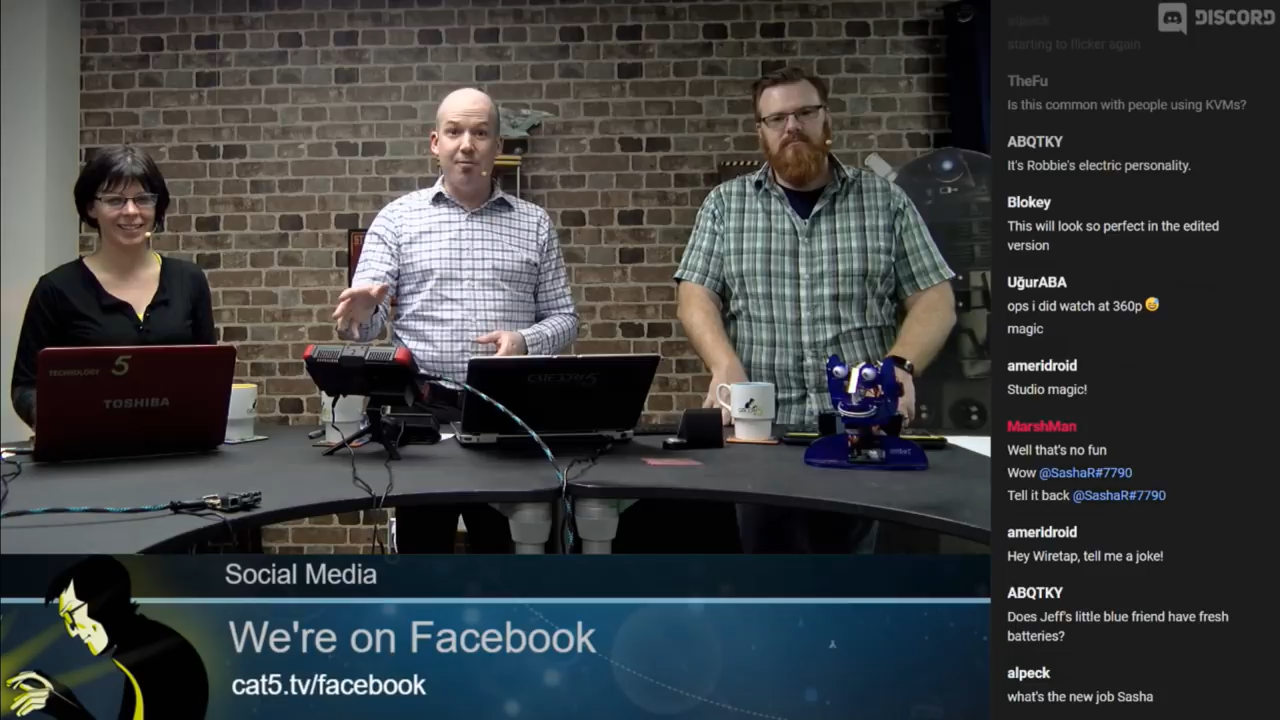 TECHNOLOGY 5
TOSHIBA
CATEGORY5
Social Media
We're on Facebook
cat5.tv/facebook
DISCORD
alpeck
starting to flicker again
TheFu
Is this common with people using KVMs?
ABQTKY
It's Robbie's electric personality.
Blokey
This will look so perfect in the edited
version
UğurABA
ops i did watch at 360p 😅
magic
ameridroid
Studio magic!
MarshMan
Well that's no fun
Wow @SashaR#7790
Tell it back @SashaR#7790
ameridroid
Hey Wiretap, tell me a joke!
ABQTKY
Does Jeff's little blue friend have fresh
batteries?
alpeck
what's the new job Sasha